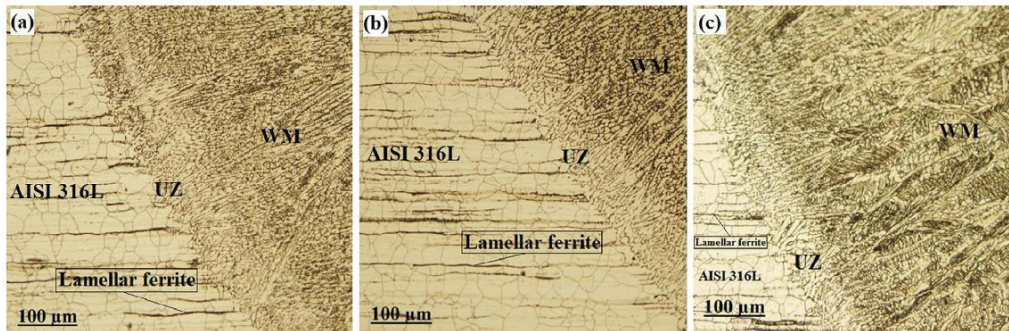 (a)
WM
AISI 316L
UZ
Lamellar ferrite
100 µm
(b)
WM
AISI 316L
UZ
Lamellar ferrite
100 µm
(c)
WM
Lamellar ferrite
UZ
AISI 316L
100 µm